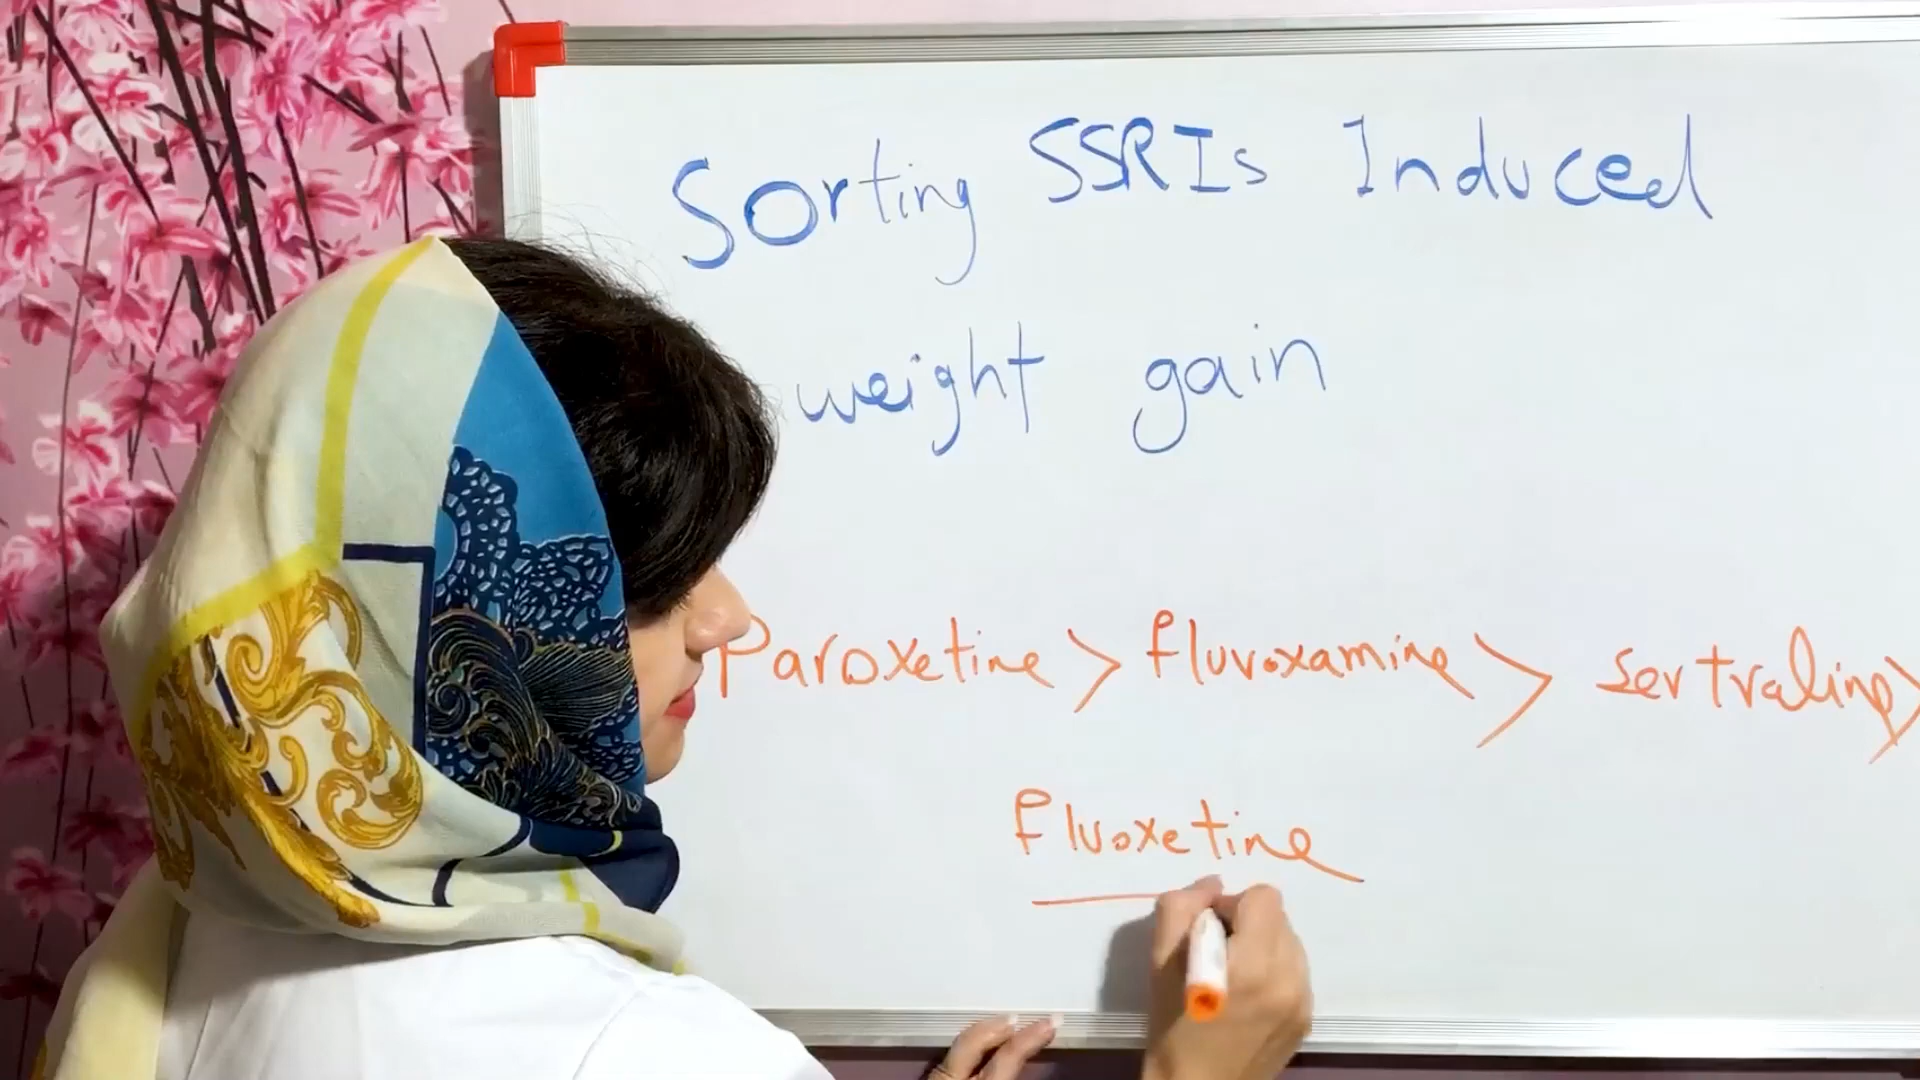 Sorting SSRIs Induced
weight gain
Paroxetine > fluvoxamine > sertraline >
fluoxetine